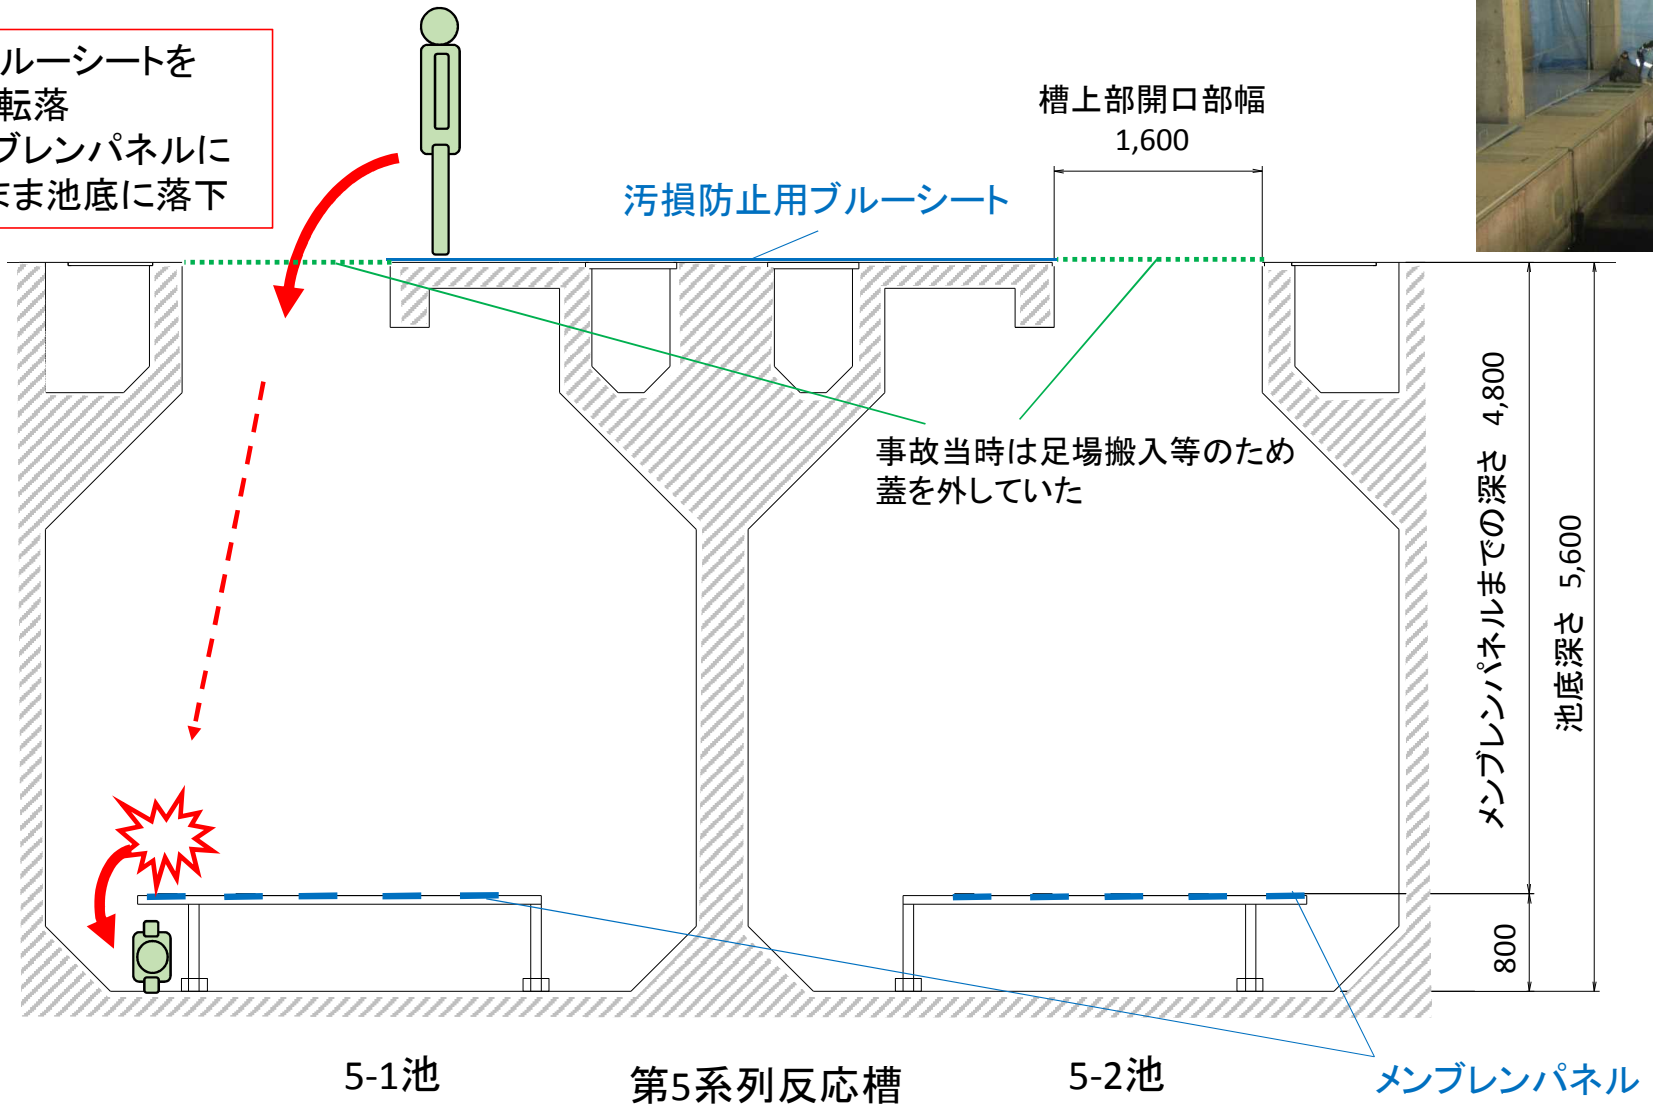 ルーシートを
転落
ブレンパネルに
まま池底に落下
槽上部開口部幅
1,600
汚損防止用ブルーシート
事故当時は足場搬入等のため
蓋を外していた
メンブレンパネルまでの深さ 4,800
池底深さ 5,600
800
5-1池
第5系列反応槽
5-2池
メンブレンパネル